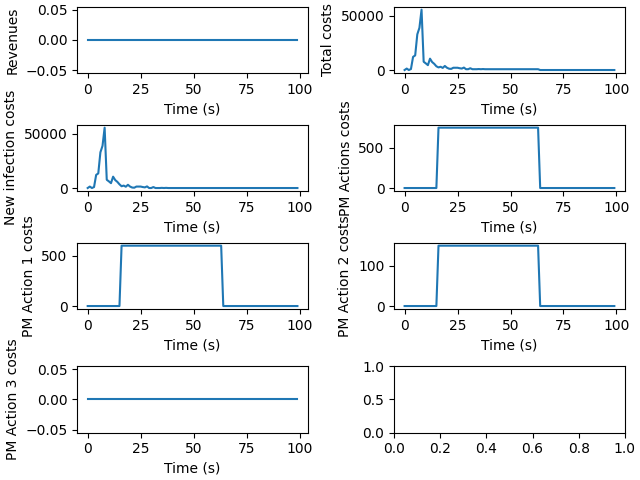 Revenues
0.05
0.00
−0.05
0 25 50 75 100
Time (s)
Total costs
50000
0
0 25 50 75 100
Time (s)
New infection costs
50000
0
0 25 50 75 100
Time (s)
PM Actions costs
500
0
0 25 50 75 100
Time (s)
PM Action 1 costs
500
0
0 25 50 75 100
Time (s)
PM Action 2 costs
100
0
0 25 50 75 100
Time (s)
PM Action 3 costs
0.05
0.00
−0.05
0 25 50 75 100
Time (s)
1.0
0.5
0.0
0.0 0.2 0.4 0.6 0.8 1.0